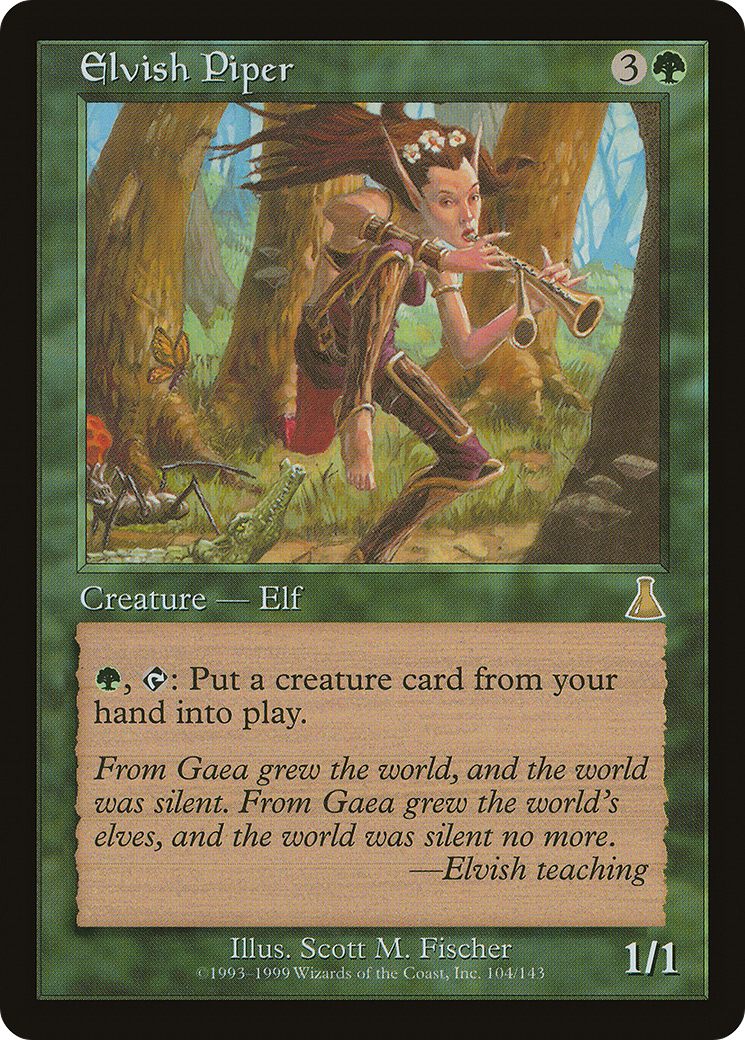 Elvish Piper 3
Creature — Elf
, : Put a creature card from your
hand into play.
From Gaea grew the world, and the world
was silent. From Gaea grew the world's
elves, and the world was silent no more.
—Elvish teaching
Illus. Scott M. Fischer
©1993–1999 Wizards of the Coast, Inc. 104/143
1/1